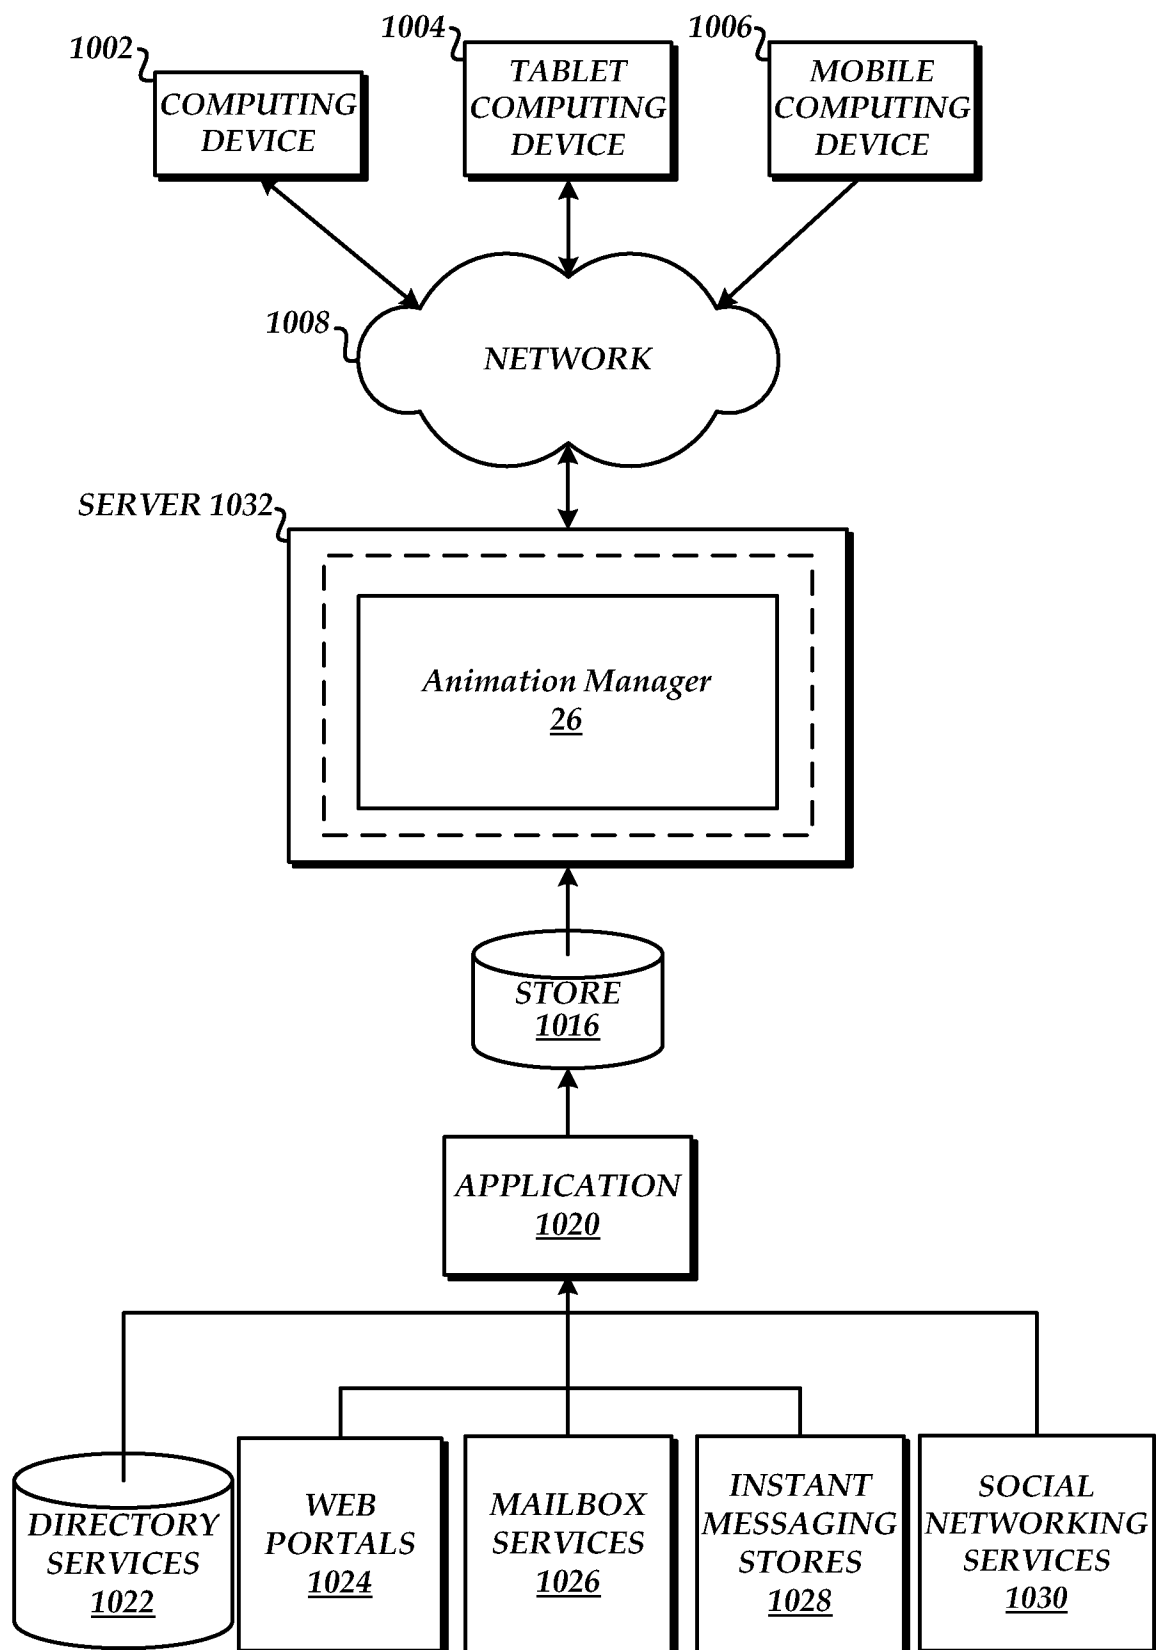 1002
1004
1006
COMPUTING
DEVICE
TABLET
COMPUTING
DEVICE
MOBILE
COMPUTING
DEVICE
1008
NETWORK
SERVER 1032
Animation Manager
26
STORE
1016
APPLICATION
1020
DIRECTORY
SERVICES
1022
WEB
PORTALS
1024
MAILBOX
SERVICES
1026
INSTANT
MESSAGING
STORES
1028
SOCIAL
NETWORKING
SERVICES
1030